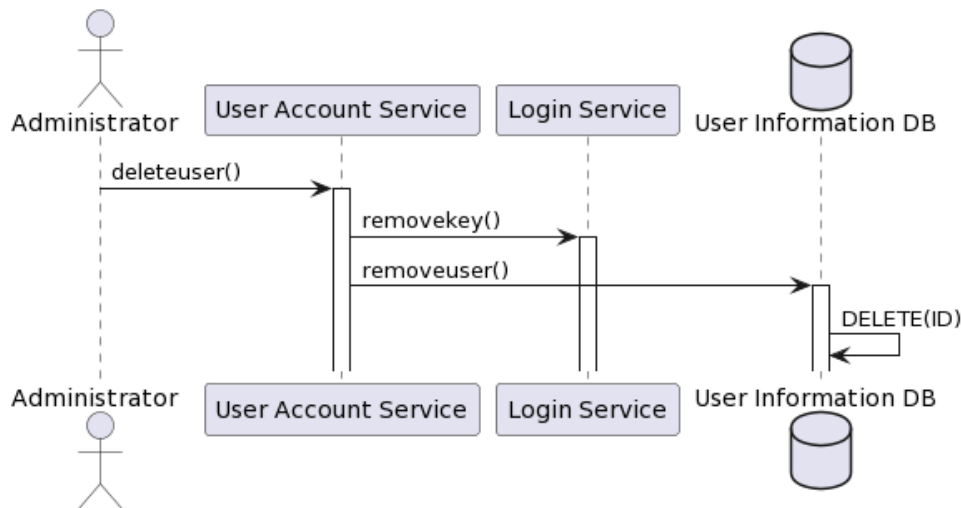 Administrator
User Account Service
Login Service
User Information DB
deleteuser()
removekey()
removeuser()
DELETE(ID)
Administrator
User Account Service
Login Service
User Information DB